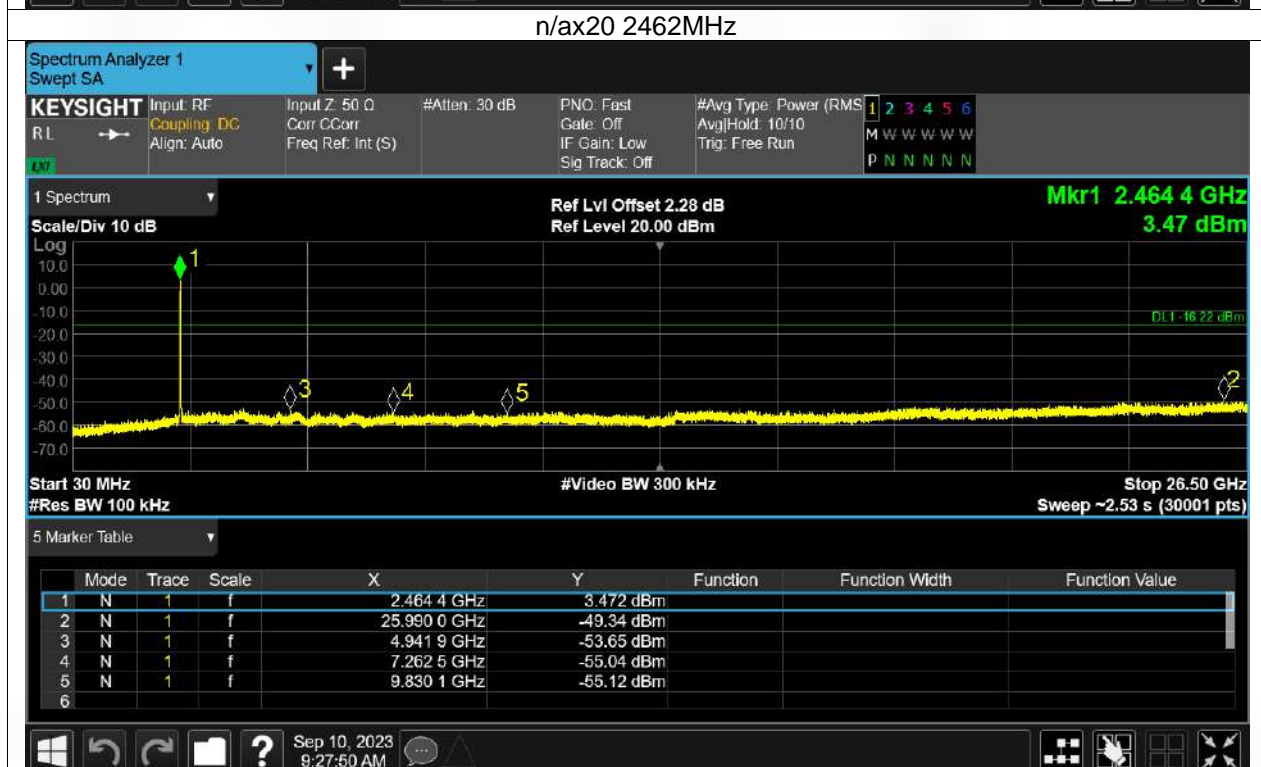 n/ax20 2462MHz
Spectrum Analyzer 1
Swept SA
+
KEYSIGHT Input: RF Input Z: 50 Ω #Atten: 30 dB PNO: Fast #Avg Type: Power (RMS 1 2 3 4 5 6
RL Coupling: DC Corr CCorr Gate: Off Avg|Hold: 10/10 M W W W W W
Align: Auto Freq Ref: Int (S) IF Gain: Low Trig: Free Run
LXI Sig Track: Off P N N N N N
1 Spectrum Ref Lvl Offset 2.28 dB Mkr1 2.464 4 GHz
Scale/Div 10 dB Ref Level 20.00 dBm 3.47 dBm
Log
10.0 1
0.00
-10.0 DL1 -16.22 dBm
-20.0
-30.0
-40.0 3 4 5 2
-50.0
-60.0
-70.0
Start 30 MHz #Video BW 300 kHz Stop 26.50 GHz
#Res BW 100 kHz Sweep ~2.53 s (30001 pts)
5 Marker Table
Mode Trace Scale X Y Function Function Width Function Value
1 N 1 f 2.464 4 GHz 3.472 dBm
2 N 1 f 25.990 0 GHz -49.34 dBm
3 N 1 f 4.941 9 GHz -53.65 dBm
4 N 1 f 7.262 5 GHz -55.04 dBm
5 N 1 f 9.830 1 GHz -55.12 dBm
6
? Sep 10, 2023
9:27:50 AM